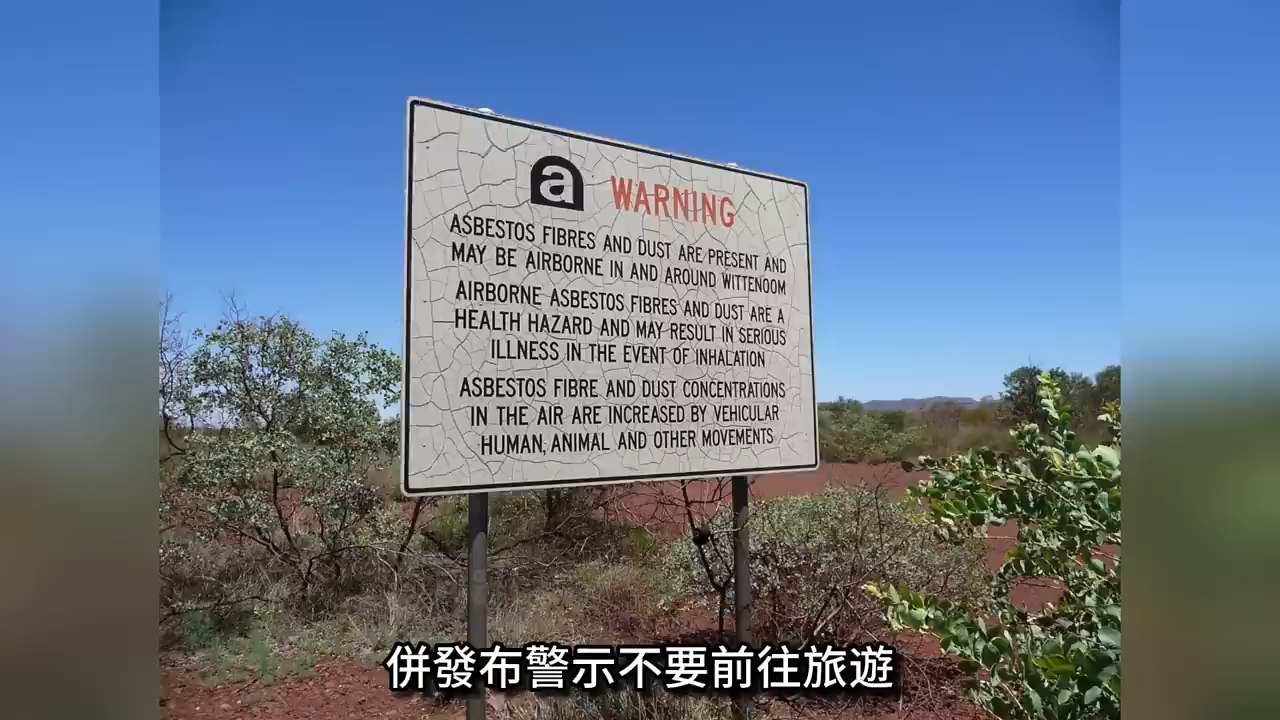 a WARNING
ASBESTOS FIBRES AND DUST ARE PRESENT AND
MAY BE AIRBORNE IN AND AROUND WITTENOOM
AIRBORNE ASBESTOS FIBRES AND DUST ARE A
HEALTH HAZARD AND MAY RESULT IN SERIOUS
ILLNESS IN THE EVENT OF INHALATION
ASBESTOS FIBRE AND DUST CONCENTRATIONS
IN THE AIR ARE INCREASED BY VEHICULAR
HUMAN, ANIMAL AND OTHER MOVEMENTS
併發布警示不要前往旅遊